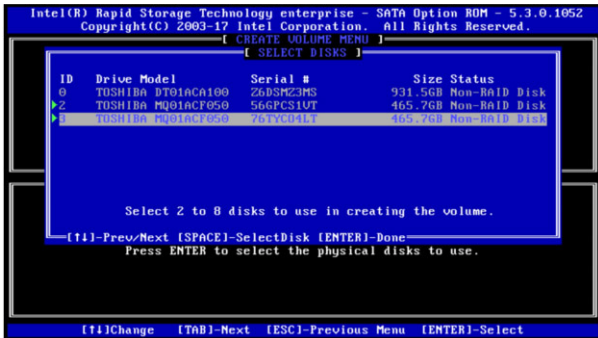 Intel(R) Rapid Storage Technology enterprise - SATA Option ROM - 5.3.0.1052
Copyright(C) 2003-17 Intel Corporation.  All Rights Reserved.
[ CREATE VOLUME MENU ]
[ SELECT DISKS ]
ID Drive Model Serial # Size Status
0 TOSHIBA DT01ACA100 Z6DSMZ3MS 931.5GB Non-RAID Disk
2 TOSHIBA MQ01ACF050 56GPCS1VT 465.7GB Non-RAID Disk
3 TOSHIBA MQ01ACF050 76TYCO4LT 465.7GB Non-RAID Disk
Select 2 to 8 disks to use in creating the volume.
[↑↓]-Prev/Next [SPACE]-SelectDisk [ENTER]-Done
Press ENTER to select the physical disks to use.
[↑↓]Change [TAB]-Next [ESC]-Previous Menu [ENTER]-Select